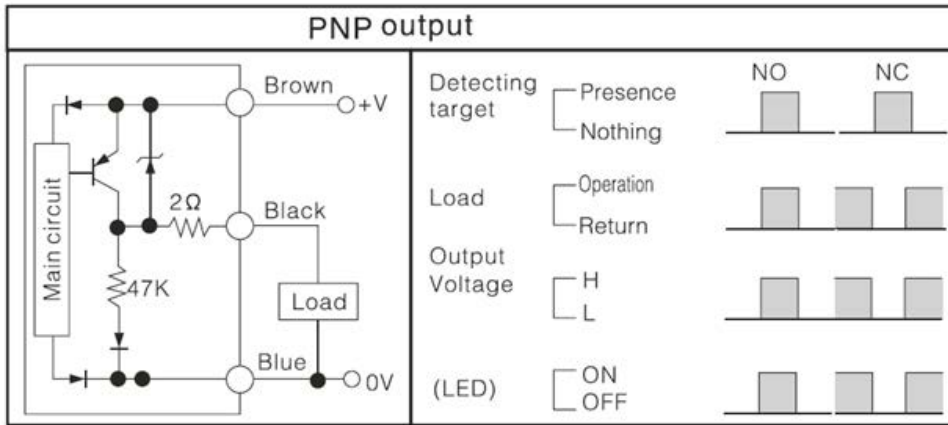 PNP output
Brown
+V
2Ω
Black
Main circuit
47K
Load
Blue
0V
NO
NC
Detecting
target
Presence
Nothing
Load
Operation
Return
Output
Voltage
H
L
(LED)
ON
OFF